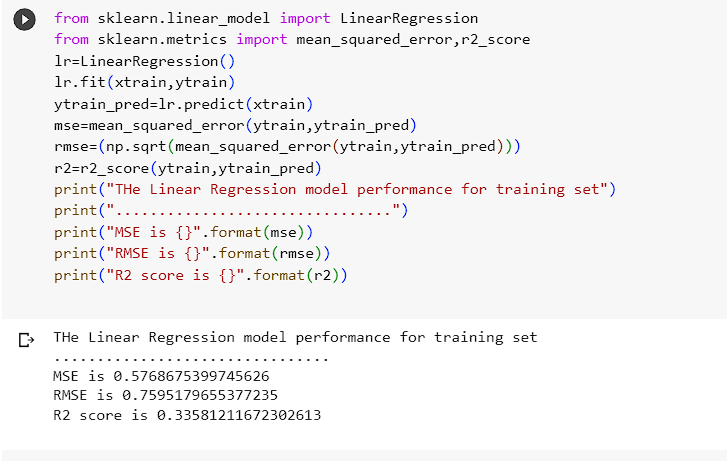 from sklearn.linear_model import LinearRegression
from sklearn.metrics import mean_squared_error,r2_score
lr=LinearRegression()
lr.fit(xtrain,ytrain)
ytrain_pred=lr.predict(xtrain)
mse=mean_squared_error(ytrain,ytrain_pred)
rmse=(np.sqrt(mean_squared_error(ytrain,ytrain_pred)))
r2=r2_score(ytrain,ytrain_pred)
print("THe Linear Regression model performance for training set")
print("................................")
print("MSE is {}".format(mse))
print("RMSE is {}".format(rmse))
print("R2 score is {}".format(r2))
THe Linear Regression model performance for training set
................................
MSE is 0.5768675399745626
RMSE is 0.7595179655377235
R2 score is 0.33581211672302613